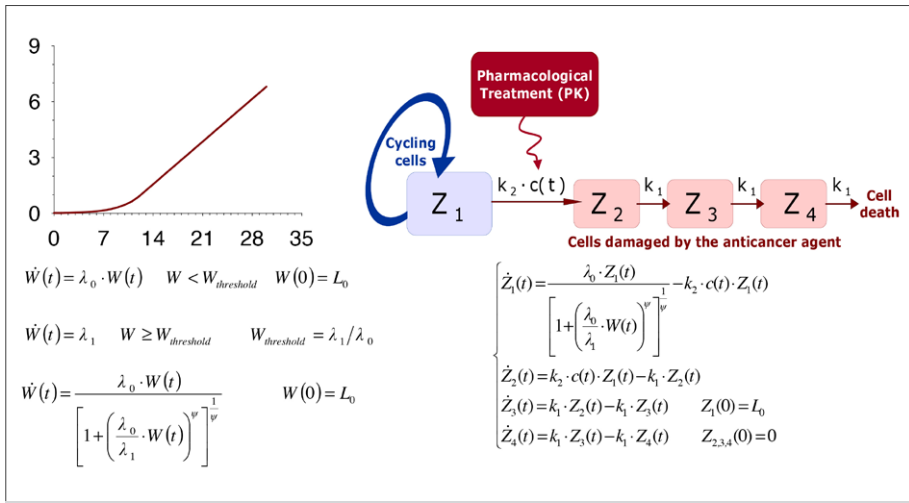 9
6
3
0
0 7 14 21 28 35
Pharmacological
Treatment (PK)
Cycling
cells
Z₁
k₂ · c(t)
Z₂
k₁
Z₃
k₁
Z₄
k₁
Cell
death
Cells damaged by the anticancer agent
Ẇ(t)=λ₀·W(t) W<W_threshold W(0)=L₀
Ẇ(t)=λ₁ W≥W_threshold W_threshold=λ₁/λ₀
Ẇ(t)=λ₀·W(t)/[1+(λ₀/λ₁·W(t))^ψ]^(1/ψ) W(0)=L₀
Ż₁(t)=λ₀·Z₁(t)/[1+(λ₀/λ₁·W(t))^ψ]^(1/ψ)−k₂·c(t)·Z₁(t)
Ż₂(t)=k₂·c(t)·Z₁(t)−k₁·Z₂(t)
Ż₃(t)=k₁·Z₂(t)−k₁·Z₃(t) Z₁(0)=L₀
Ż₄(t)=k₁·Z₃(t)−k₁·Z₄(t) Z₂,₃,₄(0)=0